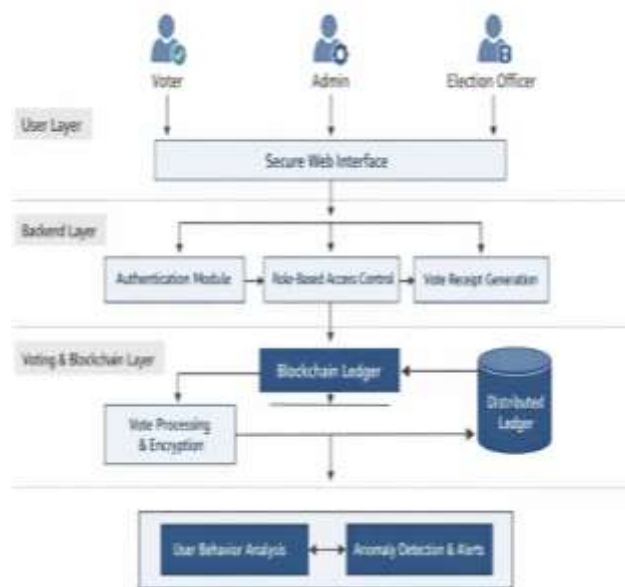 Voter
Admin
Election Officer
User Layer
Secure Web Interface
Backend Layer
Authentication Module
Role-Based Access Control
Vote Receipt Generation
Voting & Blockchain Layer
Blockchain Ledger
Distributed
Ledger
Vote Processing
& Encryption
User Behavior Analysis
Anomaly Detection & Alerts